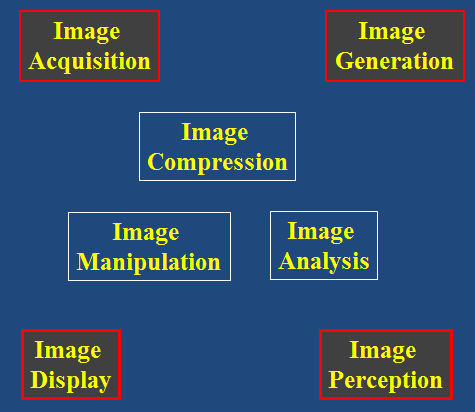 Image
Acquisition
Image
Generation
Image
Compression
Image
Manipulation
Image
Analysis
Image
Display
Image
Perception